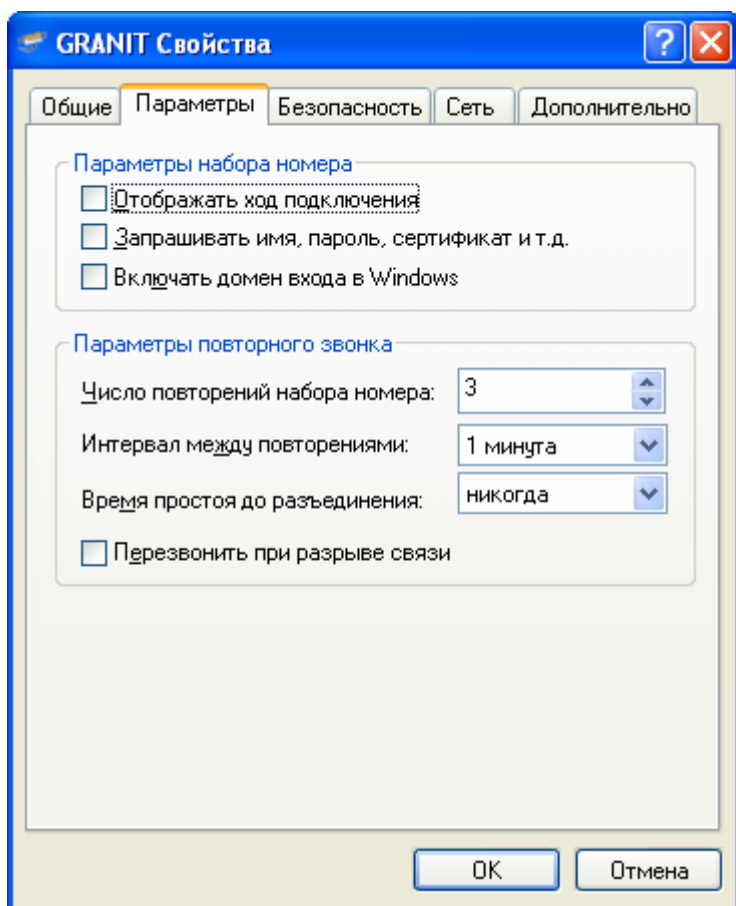 GRANIT Свойства
Общие Параметры Безопасность Сеть Дополнительно
Параметры набора номера
Отображать ход подключения
Запрашивать имя, пароль, сертификат и т.д.
Включать домен входа в Windows
Параметры повторного звонка
Число повторений набора номера: 3
Интервал между повторениями: 1 минута
Время простоя до разъединения: никогда
Перезвонить при разрыве связи
OK Отмена